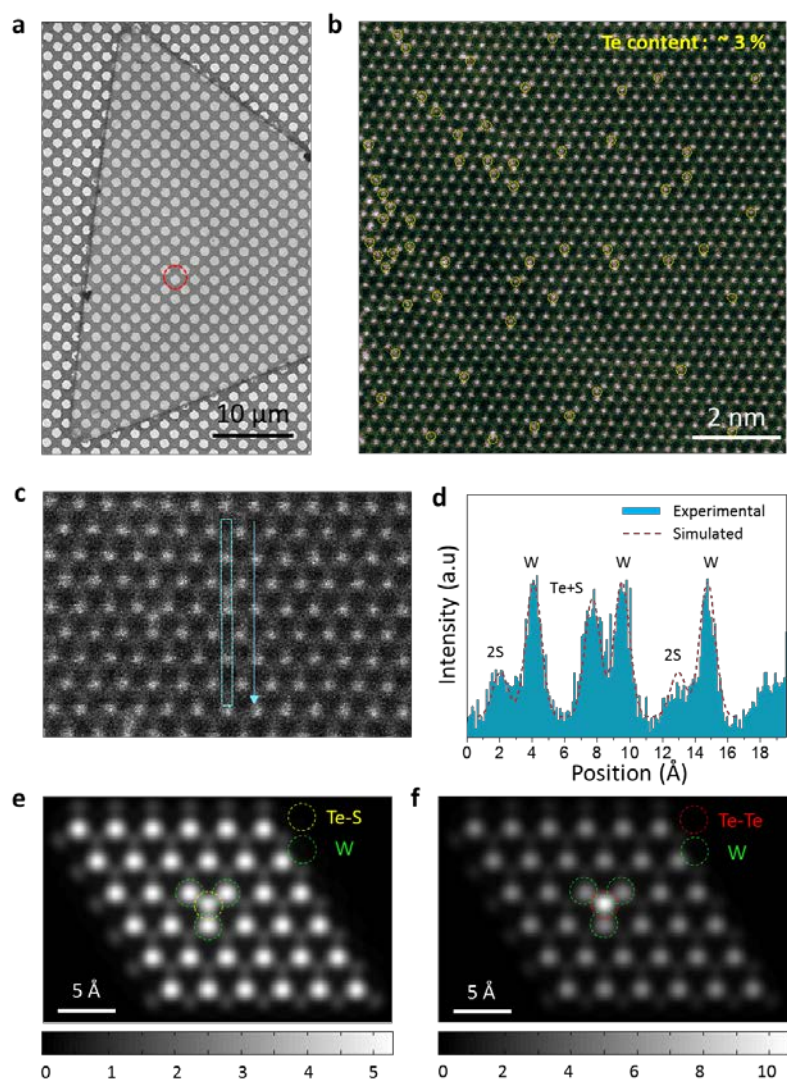 a
10 μm
b
Te content : ~ 3 %
2 nm
c
d
Experimental
Simulated
W
Te+S
W
W
2S
2S
Intensity (a.u)
0 2 4 6 8 10 12 14 16 18
Position (Å)
e
Te-S
W
5 Å
0 1 2 3 4 5
f
Te-Te
W
5 Å
0 2 4 6 8 10